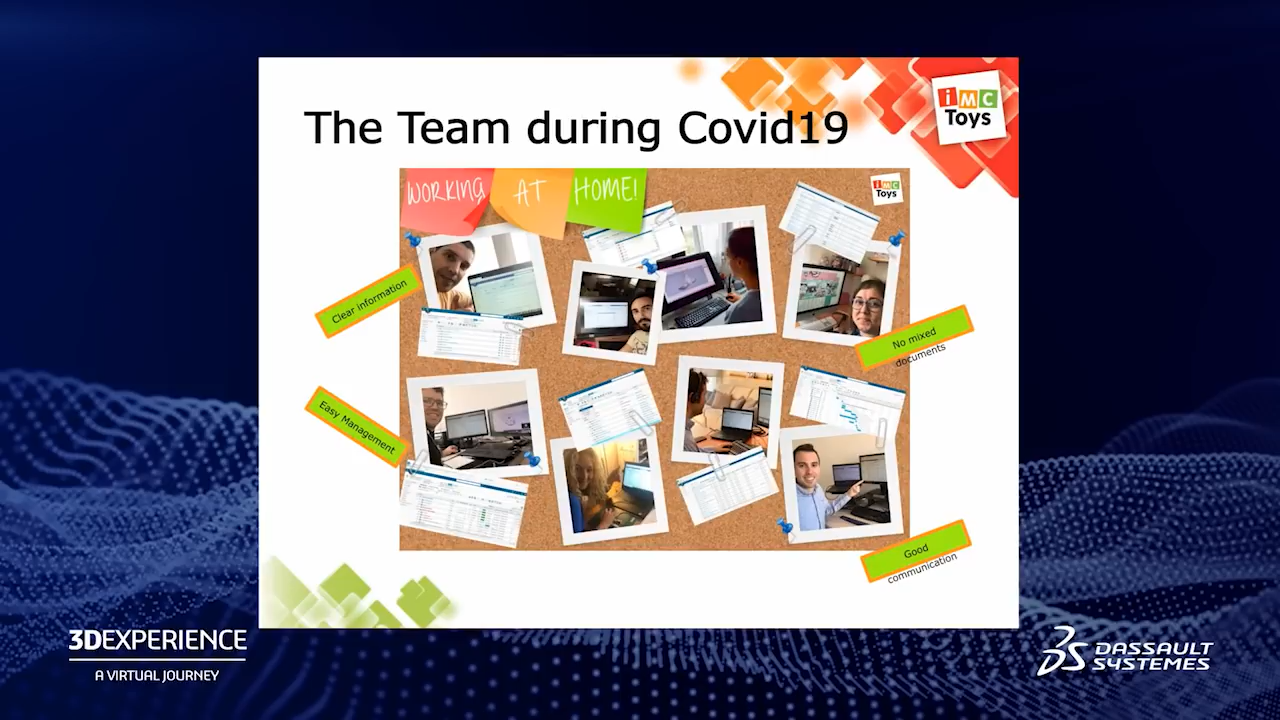 iMC
Toys
The Team during Covid19
WORKING AT HOME!
iMC
Toys
Clear information
No mixed
documents
Easy Management
Good
communication
3DEXPERIENCE
A VIRTUAL JOURNEY
DASSAULT
SYSTEMES